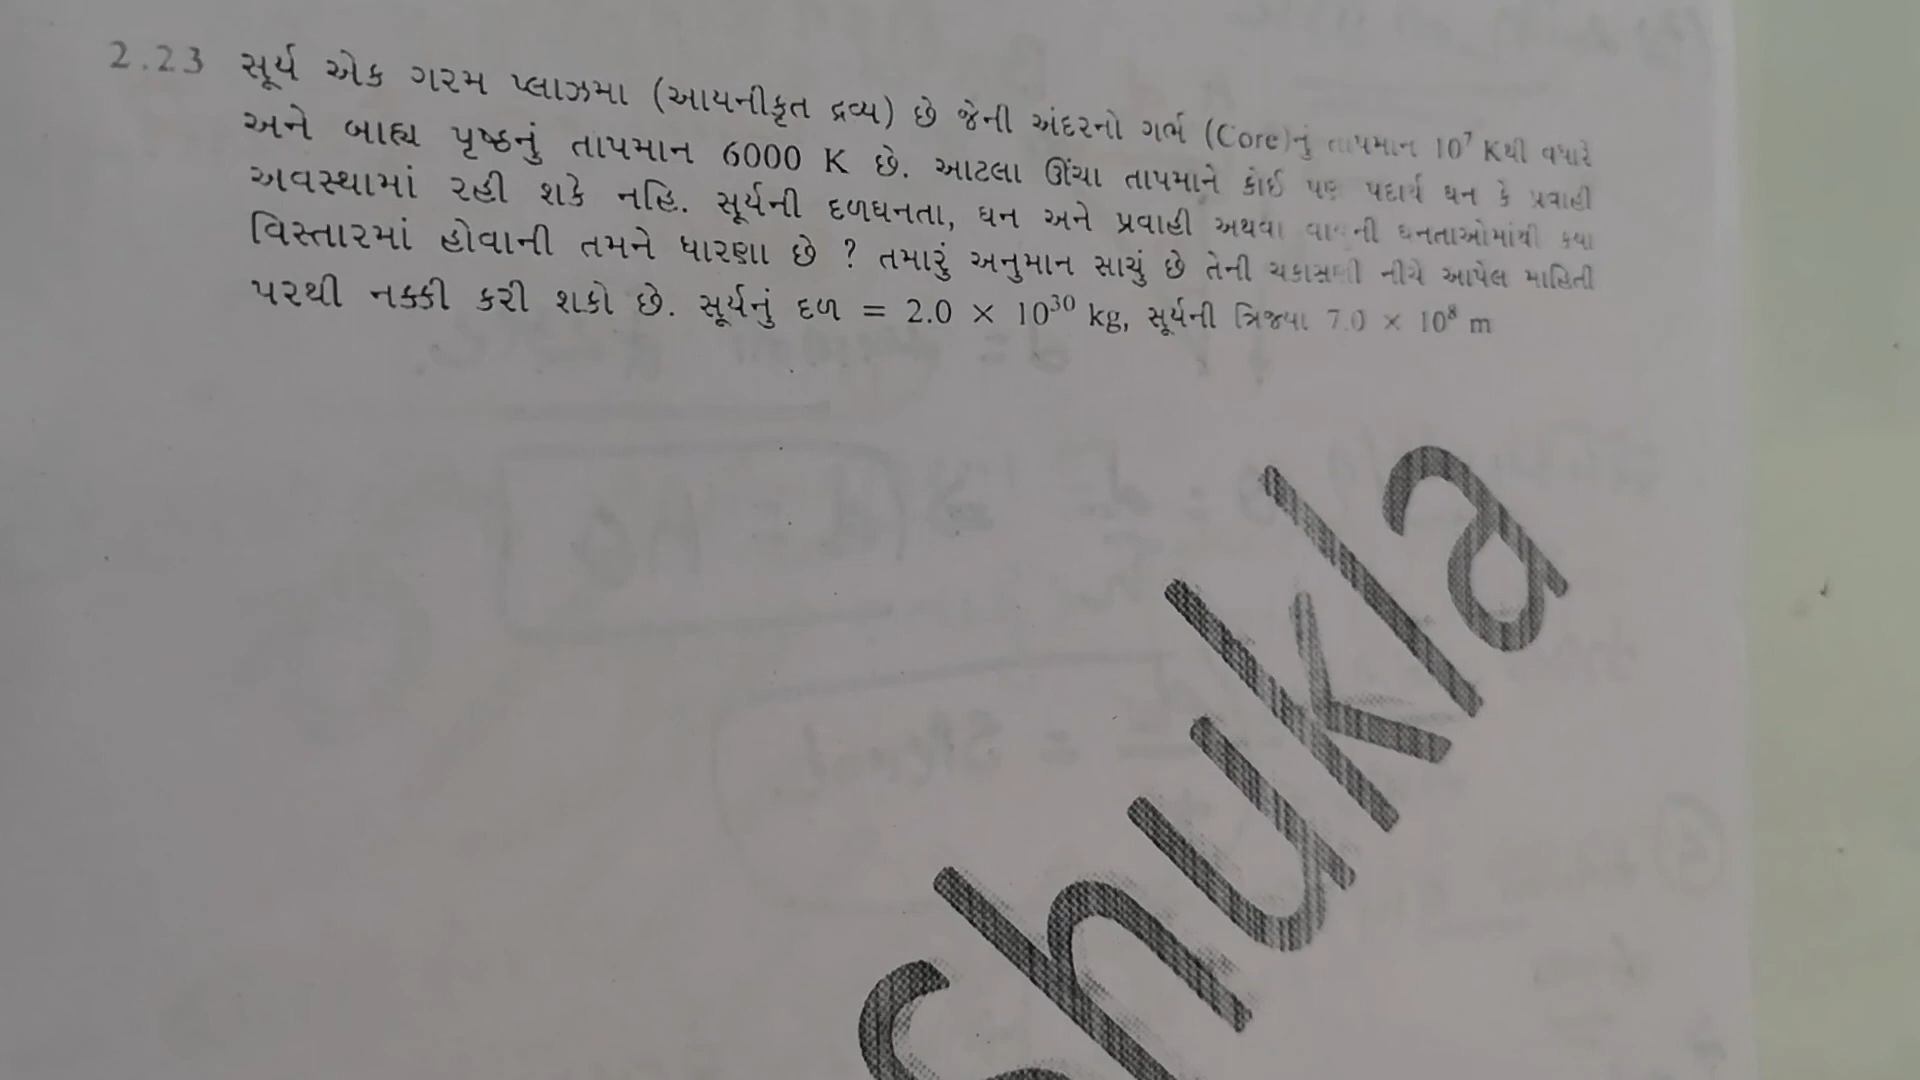 2.23 સૂર્ય એક ગરમ પ્લાઝમા (આયનીકૃત દ્રવ્ય) છે જેની અંદરનો ગર્ભ (Core)નું તાપમાન 10⁷ Kથી વધારે
અને બાહ્ય પૃષ્ઠનું તાપમાન 6000 K છે. આટલા ઊંચા તાપમાને કોઈ પણ પદાર્થ ઘન કે પ્રવાહી
અવસ્થામાં રહી શકે નહિ. સૂર્યની દળઘનતા, ઘન અને પ્રવાહી અથવા વાયુની ઘનતાઓમાંથી કયા
વિસ્તારમાં હોવાની તમને ધારણા છે ? તમારું અનુમાન સાચું છે તેની ચકાસણી નીચે આપેલ માહિતી
પરથી નક્કી કરી શકો છે. સૂર્યનું દળ = 2.0 × 10³⁰ kg, સૂર્યની ત્રિજ્યા 7.0 × 10⁸ m
Shukla